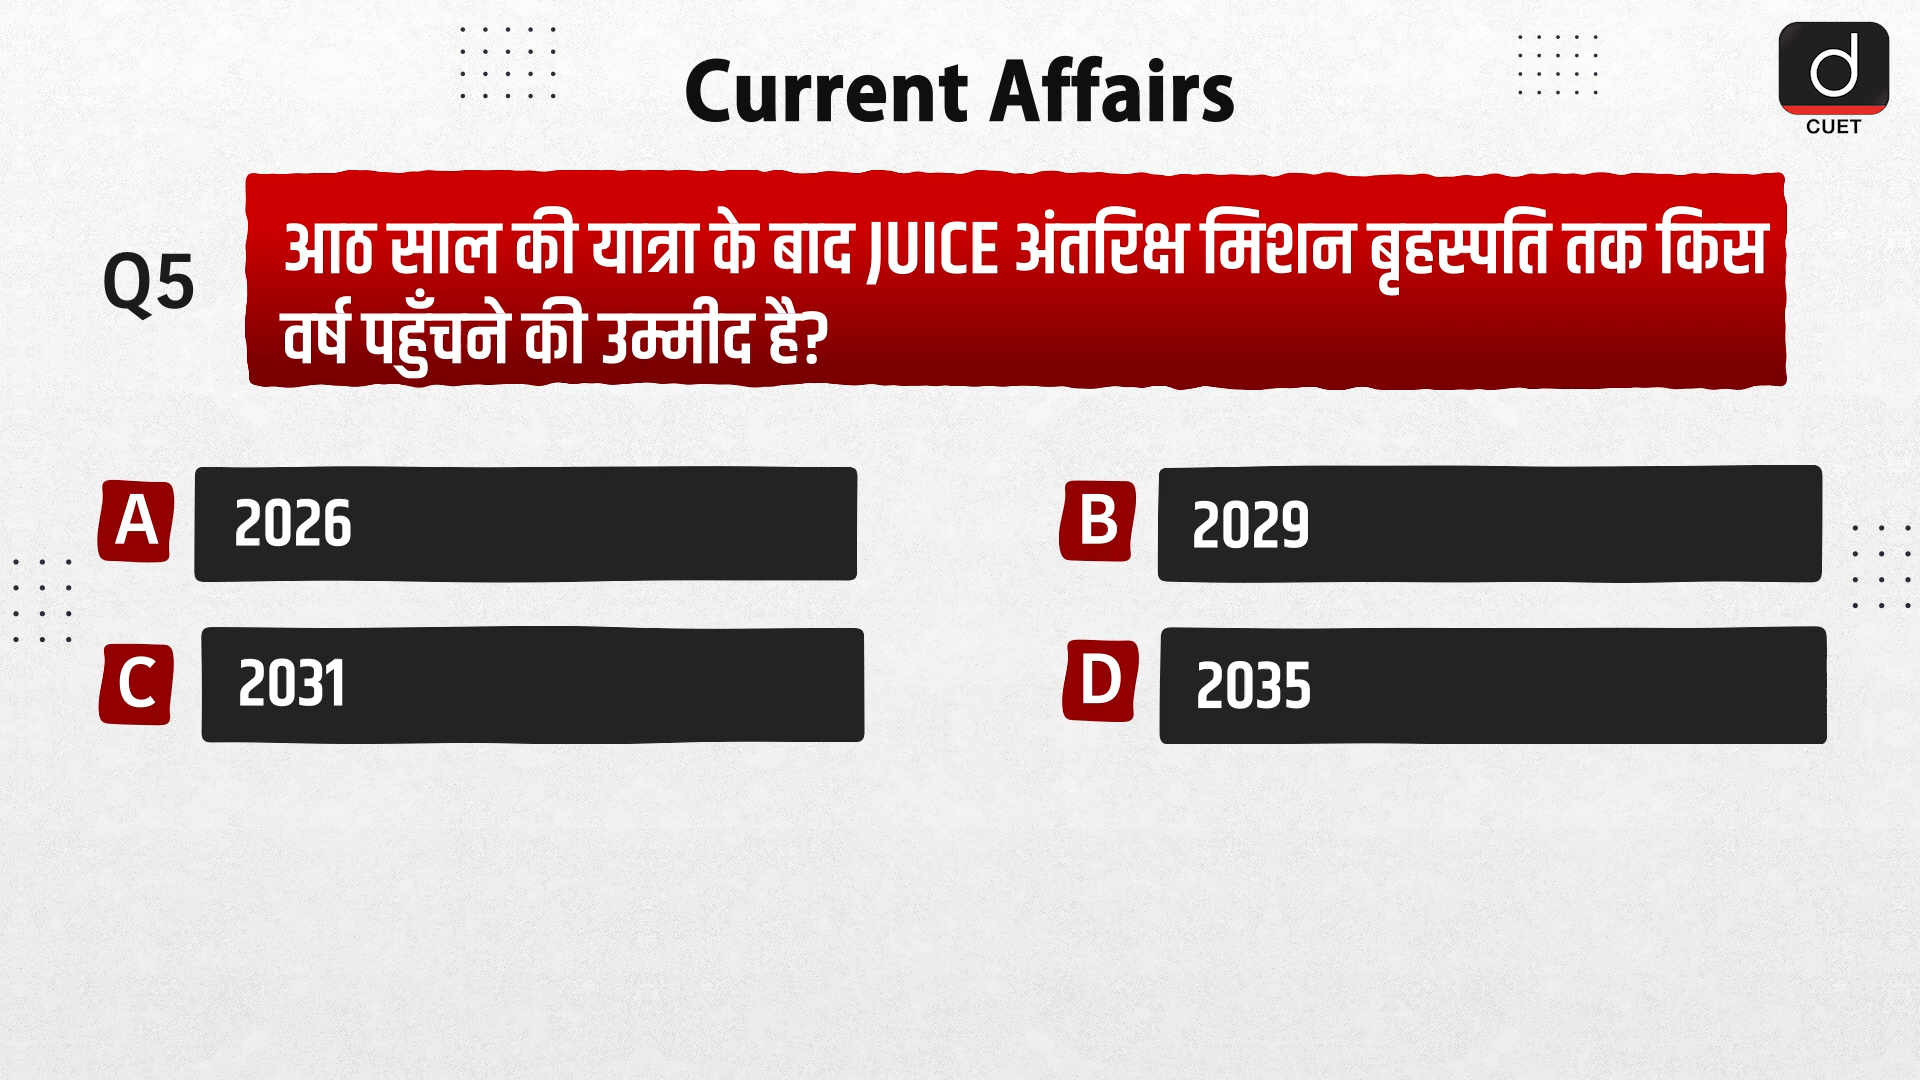 Current Affairs
d
CUET
Q5
आठ साल की यात्रा के बाद JUICE अंतरिक्ष मिशन बृहस्पति तक किस
वर्ष पहुँचने की उम्मीद है?
A
2026
B
2029
C
2031
D
2035